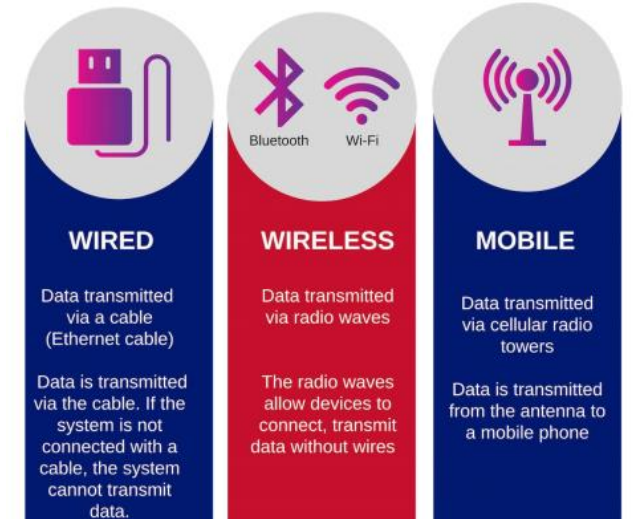 Bluetooth
Wi-Fi
WIRED
Data transmitted
via a cable
(Ethernet cable)
Data is transmitted
via the cable. If the
system is not
connected with a
cable, the system
cannot transmit
data.
WIRELESS
Data transmitted
via radio waves
The radio waves
allow devices to
connect, transmit
data without wires
MOBILE
Data transmitted
via cellular radio
towers
Data is transmitted
from the antenna to
a mobile phone